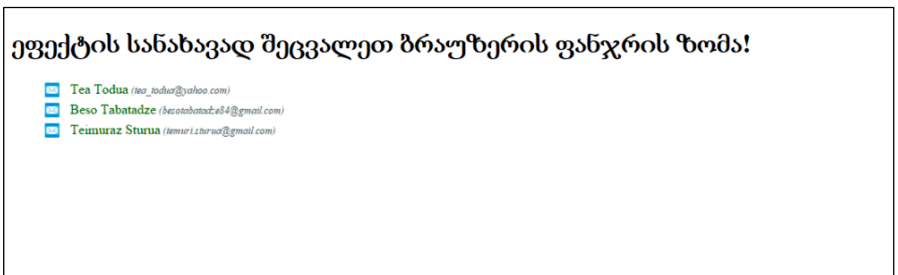 ეფექტის სანახავად შეცვალეთ ბრაუზერის ფანჯრის ზომა!
Tea Todua (tea_todua@yahoo.com)
Beso Tabatadze (besotabatadze84@gmail.com)
Teimuraz Sturua (temuri.sturua@gmail.com)